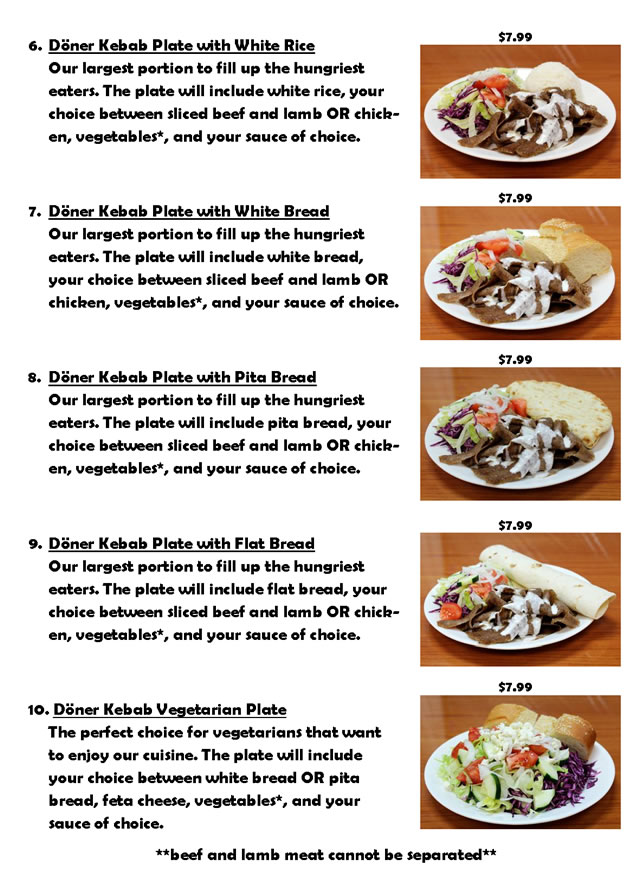 $7.99
6. Döner Kebab Plate with White Rice
Our largest portion to fill up the hungriest
eaters. The plate will include white rice, your
choice between sliced beef and lamb OR chick-
en, vegetables*, and your sauce of choice.
$7.99
7. Döner Kebab Plate with White Bread
Our largest portion to fill up the hungriest
eaters. The plate will include white bread,
your choice between sliced beef and lamb OR
chicken, vegetables*, and your sauce of choice.
$7.99
8. Döner Kebab Plate with Pita Bread
Our largest portion to fill up the hungriest
eaters. The plate will include pita bread, your
choice between sliced beef and lamb OR chick-
en, vegetables*, and your sauce of choice.
$7.99
9. Döner Kebab Plate with Flat Bread
Our largest portion to fill up the hungriest
eaters. The plate will include flat bread, your
choice between sliced beef and lamb OR chick-
en, vegetables*, and your sauce of choice.
$7.99
10. Döner Kebab Vegetarian Plate
The perfect choice for vegetarians that want
to enjoy our cuisine. The plate will include
your choice between white bread OR pita
bread, feta cheese, vegetables*, and your
sauce of choice.
**beef and lamb meat cannot be separated**